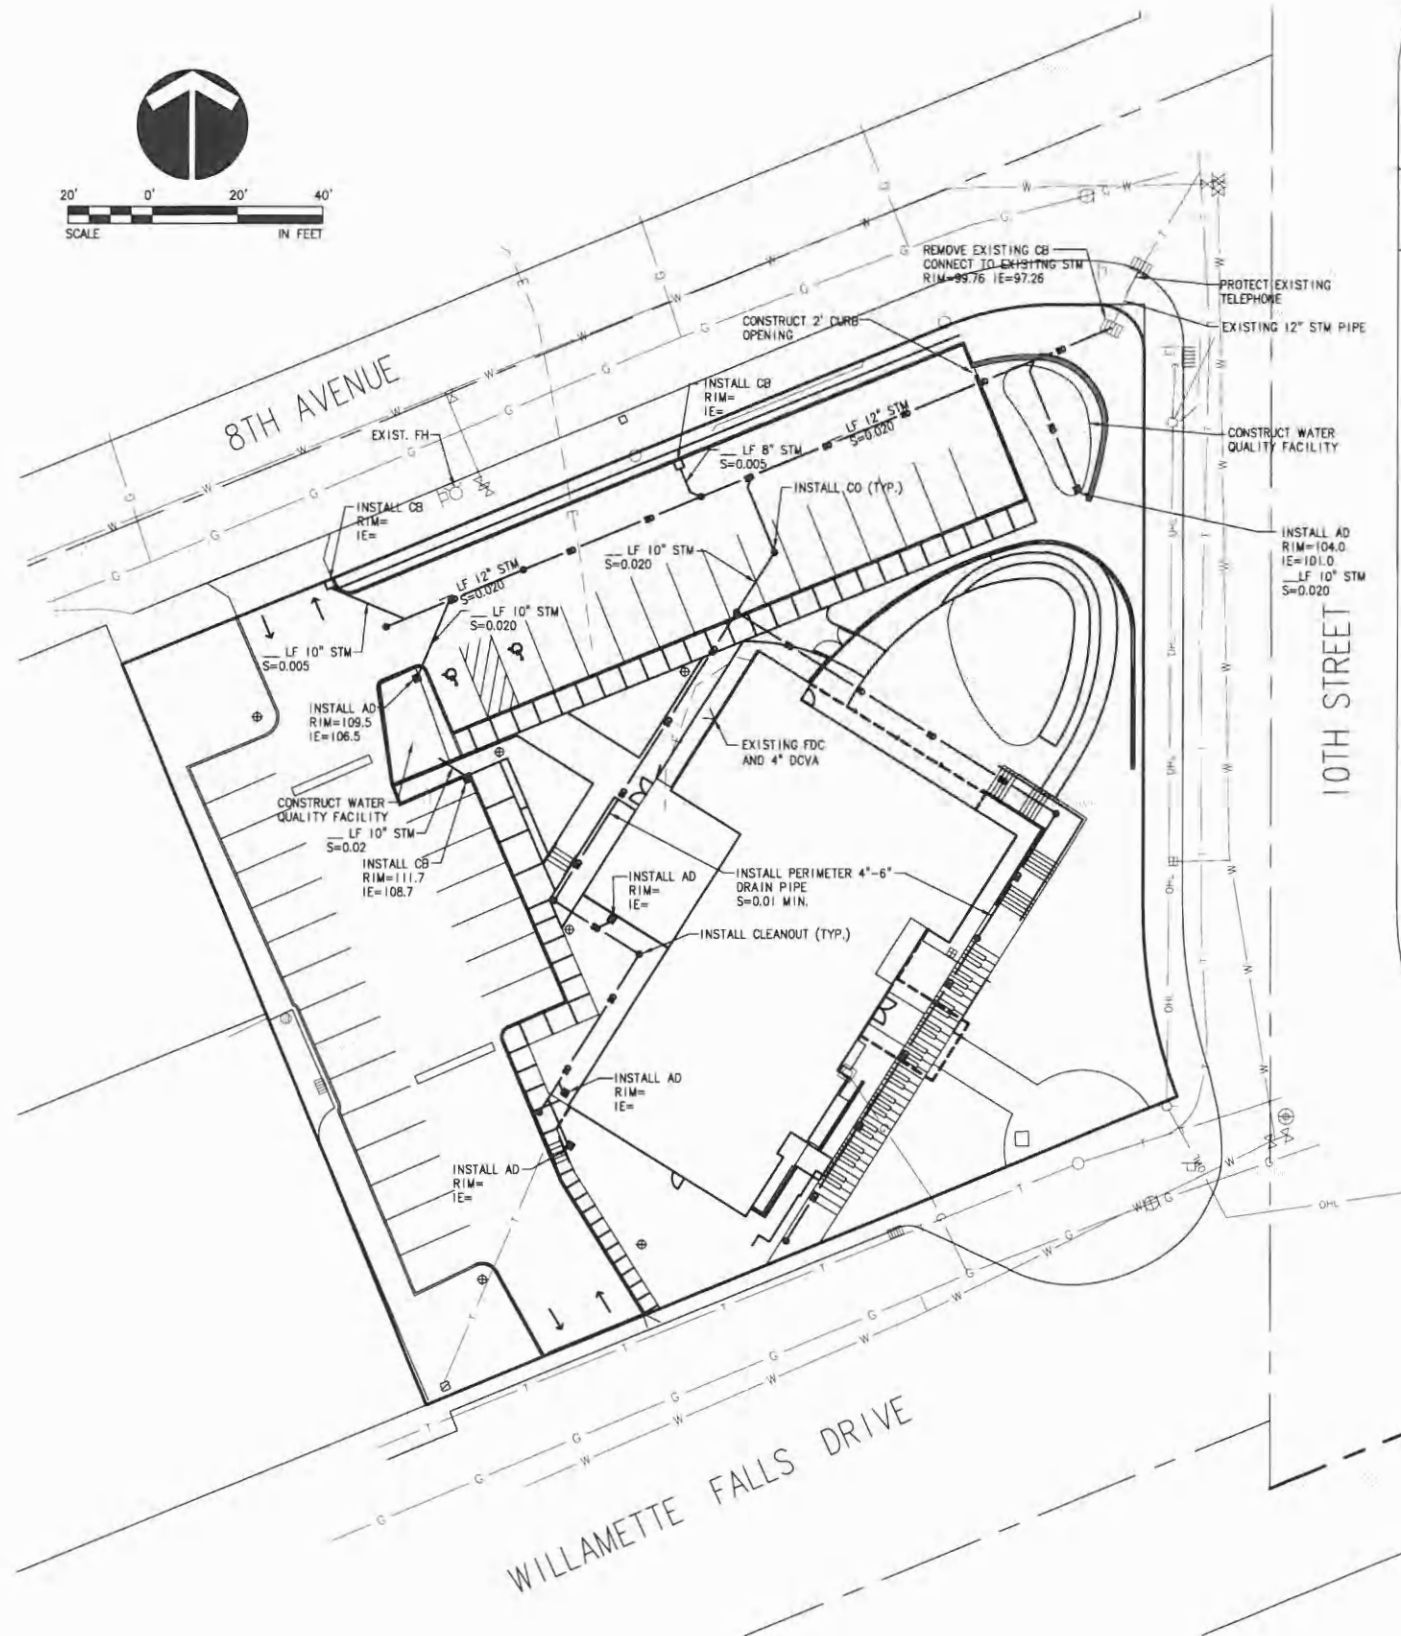 20' 0' 20' 40'
SCALE IN FEET
8TH AVENUE
REMOVE EXISTING CB
CONNECT TO EXISITNG STM
RIM=99.76 IE=97.26
PROTECT EXISTING
TELEPHONE
EXISTING 12" STM PIPE
CONSTRUCT 2' CURB
OPENING
INSTALL CB
RIM=
IE=
EXIST. FH
LF 12" STM
S=0.020
__ LF 8" STM
S=0.005
CONSTRUCT WATER
QUALITY FACILITY
INSTALL CO (TYP.)
INSTALL CB
RIM=
IE=
INSTALL AD
RIM=104.0
IE=101.0
__LF 10" STM
S=0.020
__ LF 10" STM
S=0.020
LF 12" STM
S=0.020
__ LF 10" STM
S=0.020
__ LF 10" STM
S=0.005
10TH STREET
INSTALL AD
RIM=109.5
IE=106.5
EXISTING FDC
AND 4" DCVA
CONSTRUCT WATER
QUALITY FACILITY
__ LF 10" STM
S=0.02
INSTALL CB
RIM=111.7
IE=108.7
INSTALL PERIMETER 4"-6"
DRAIN PIPE
S=0.01 MIN.
INSTALL AD
RIM=
IE=
INSTALL CLEANOUT (TYP.)
INSTALL AD
RIM=
IE=
INSTALL AD
RIM=
IE=
WILLAMETTE FALLS DRIVE